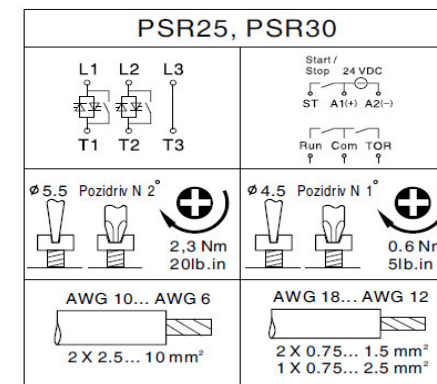 PSR25, PSR30
L1 L2 L3
T1 T2 T3
Start /
Stop 24 VDC
ST A1(+) A2(-)
Run Com TOR
Ø 5.5 Pozidriv N 2°
2,3 Nm
20lb.in
Ø 4.5 Pozidriv N 1°
0.6 Nm
5lb.in
AWG 10... AWG 6
2 X 2.5... 10 mm²
AWG 18... AWG 12
2 X 0.75... 1.5 mm²
1 X 0.75... 2.5 mm²